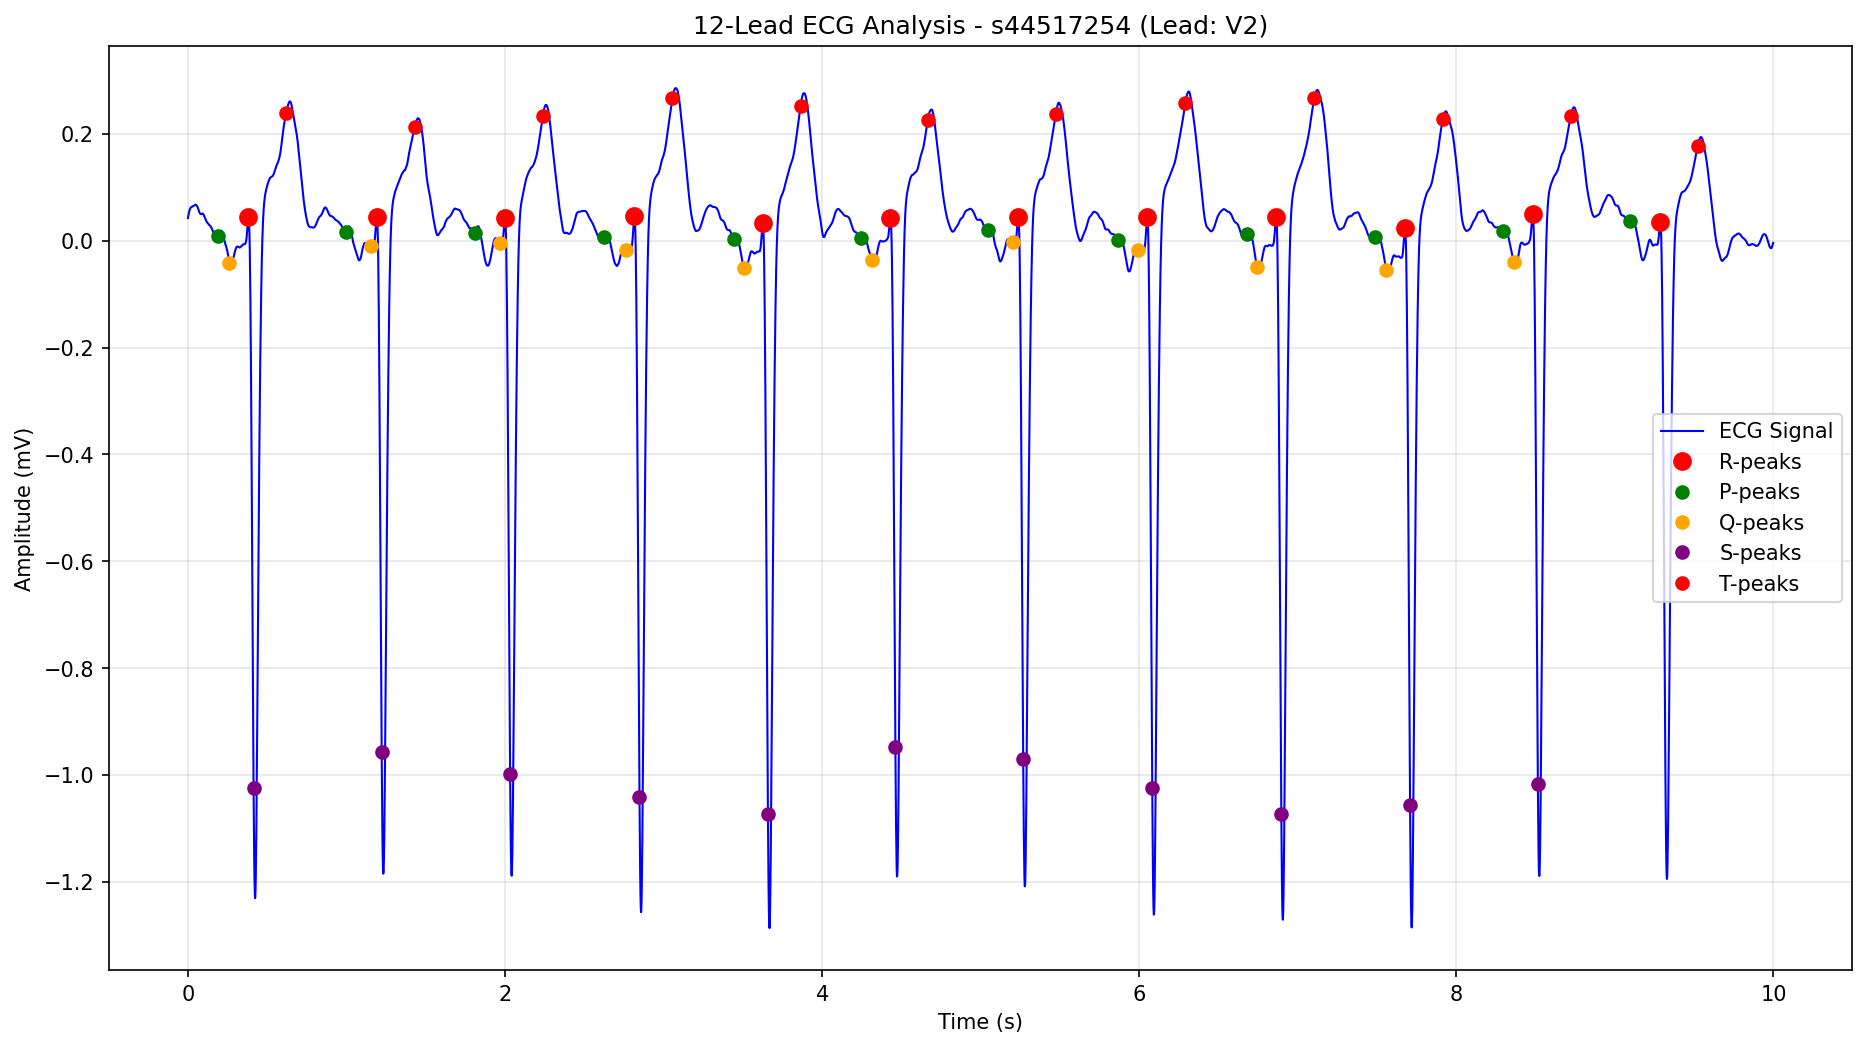 12-Lead ECG Analysis - s44517254 (Lead: V2)
Amplitude (mV)
0.2
0.0
−0.2
−0.4
−0.6
−0.8
−1.0
−1.2
ECG Signal
R-peaks
P-peaks
Q-peaks
S-peaks
T-peaks
0 2 4 6 8 10
Time (s)